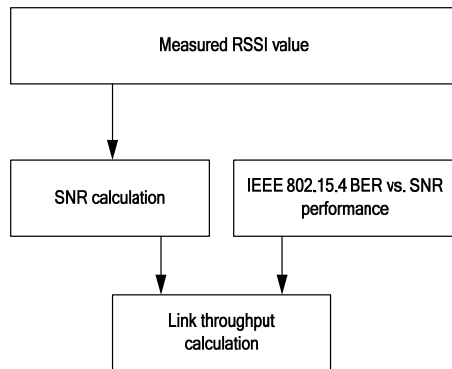 Measured RSSI value
SNR calculation
IEEE 802.15.4 BER vs. SNR
performance
Link throughput
calculation